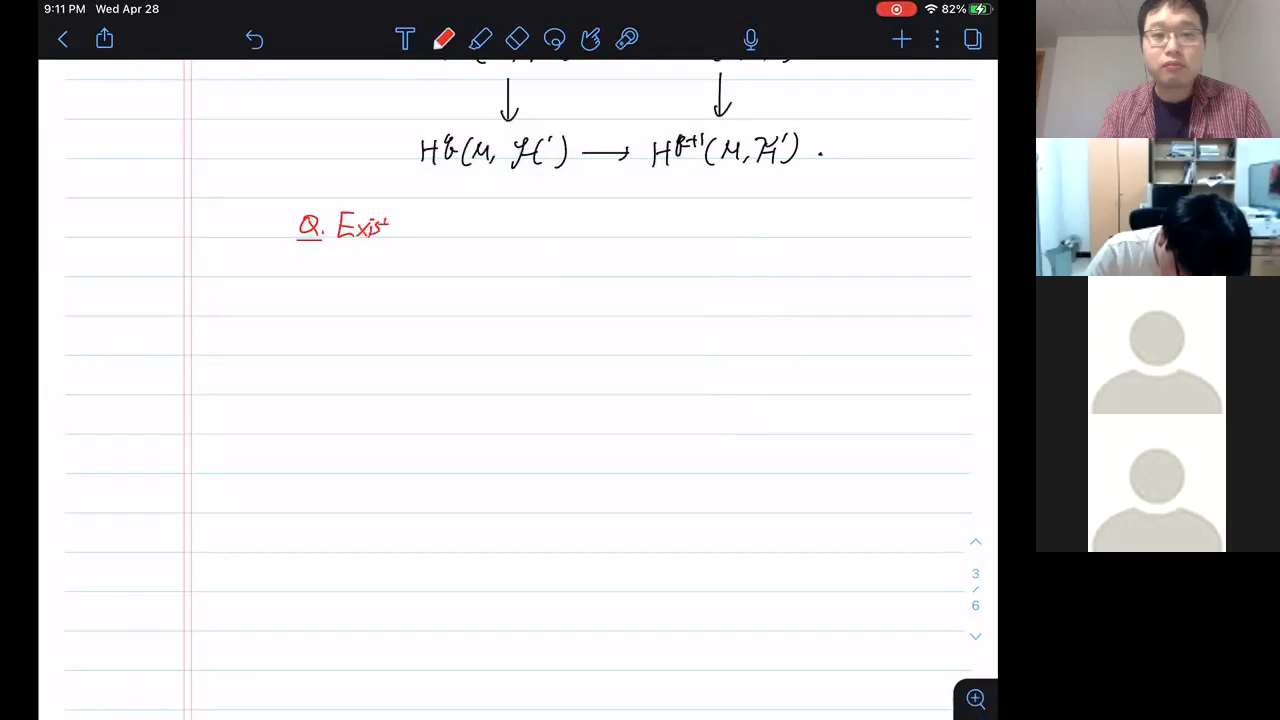 9:11 PM Wed Apr 28
82%
T
↓ ↓
H^q(M, ℋ') → H^{q+1}(M, ℋ') .
Q. Exist
3
/
6